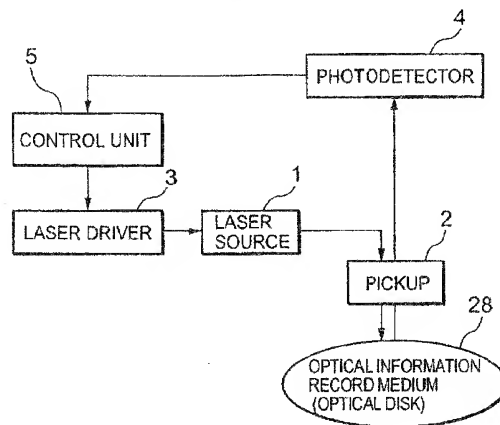 4
PHOTODETECTOR
5
CONTROL UNIT
3
LASER DRIVER
1
LASER
SOURCE
2
PICKUP
28
OPTICAL INFORMATION
RECORD MEDIUM
(OPTICAL DISK)